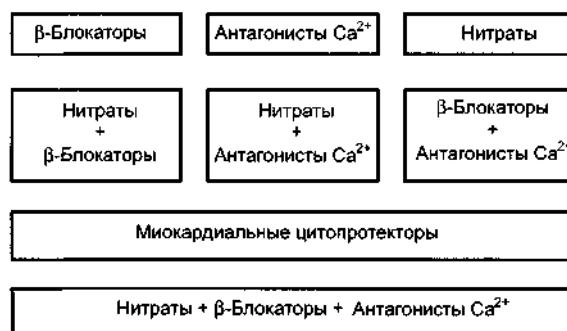 β-Блокаторы
Антагонисты Ca²⁺
Нитраты
Нитраты
+
β-Блокаторы
Нитраты
+
Антагонисты Ca²⁺
β-Блокаторы
+
Антагонисты Ca²⁺
Миокардиальные цитопротекторы
Нитраты + β-Блокаторы + Антагонисты Ca²⁺